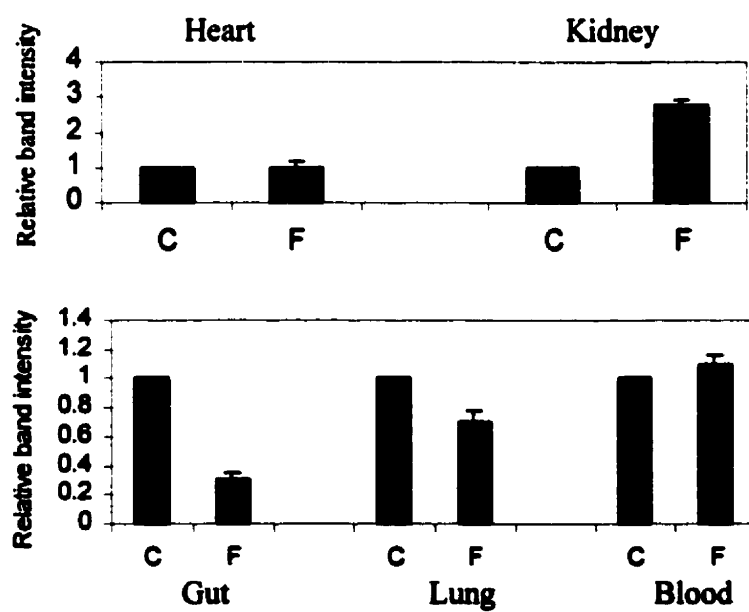 Heart Kidney
Relative band intensity
4
3
2
1
0
C F C F
Relative band intensity
1.4
1.2
1
0.8
0.6
0.4
0.2
0
C F C F C F
Gut Lung Blood